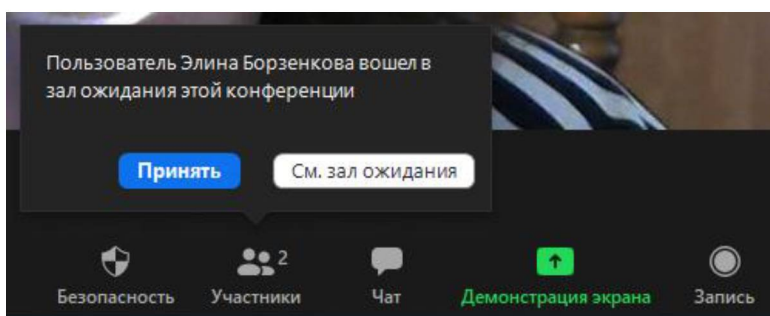 Пользователь Элина Борзенкова вошел в
зал ожидания этой конференции
Принять См. зал ожидания
2
Безопасность Участники Чат Демонстрация экрана Запись